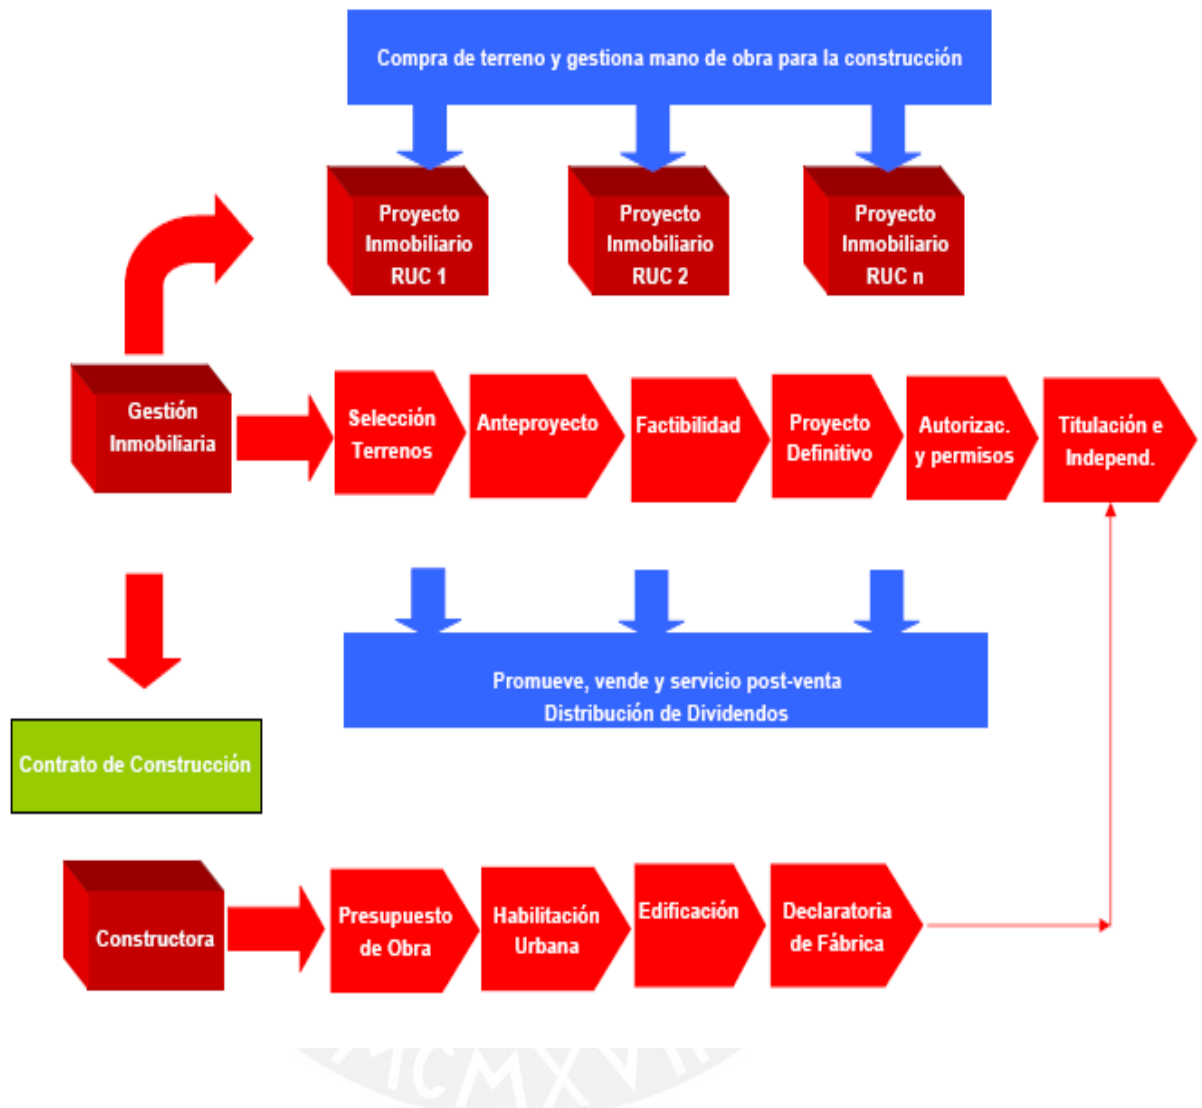 Compra de terreno y gestiona mano de obra para la construcción
Proyecto
Inmobiliario
RUC 1
Proyecto
Inmobiliario
RUC 2
Proyecto
Inmobiliario
RUC n
Gestión
Inmobiliaria
Selección
Terrenos
Anteproyecto
Factibilidad
Proyecto
Definitivo
Autorizac.
y permisos
Titulación e
Independ.
Promueve, vende y servicio post-venta
Distribución de Dividendos
Contrato de Construcción
Constructora
Presupuesto
de Obra
Habilitación
Urbana
Edificación
Declaratoria
de Fábrica
MCMXVII